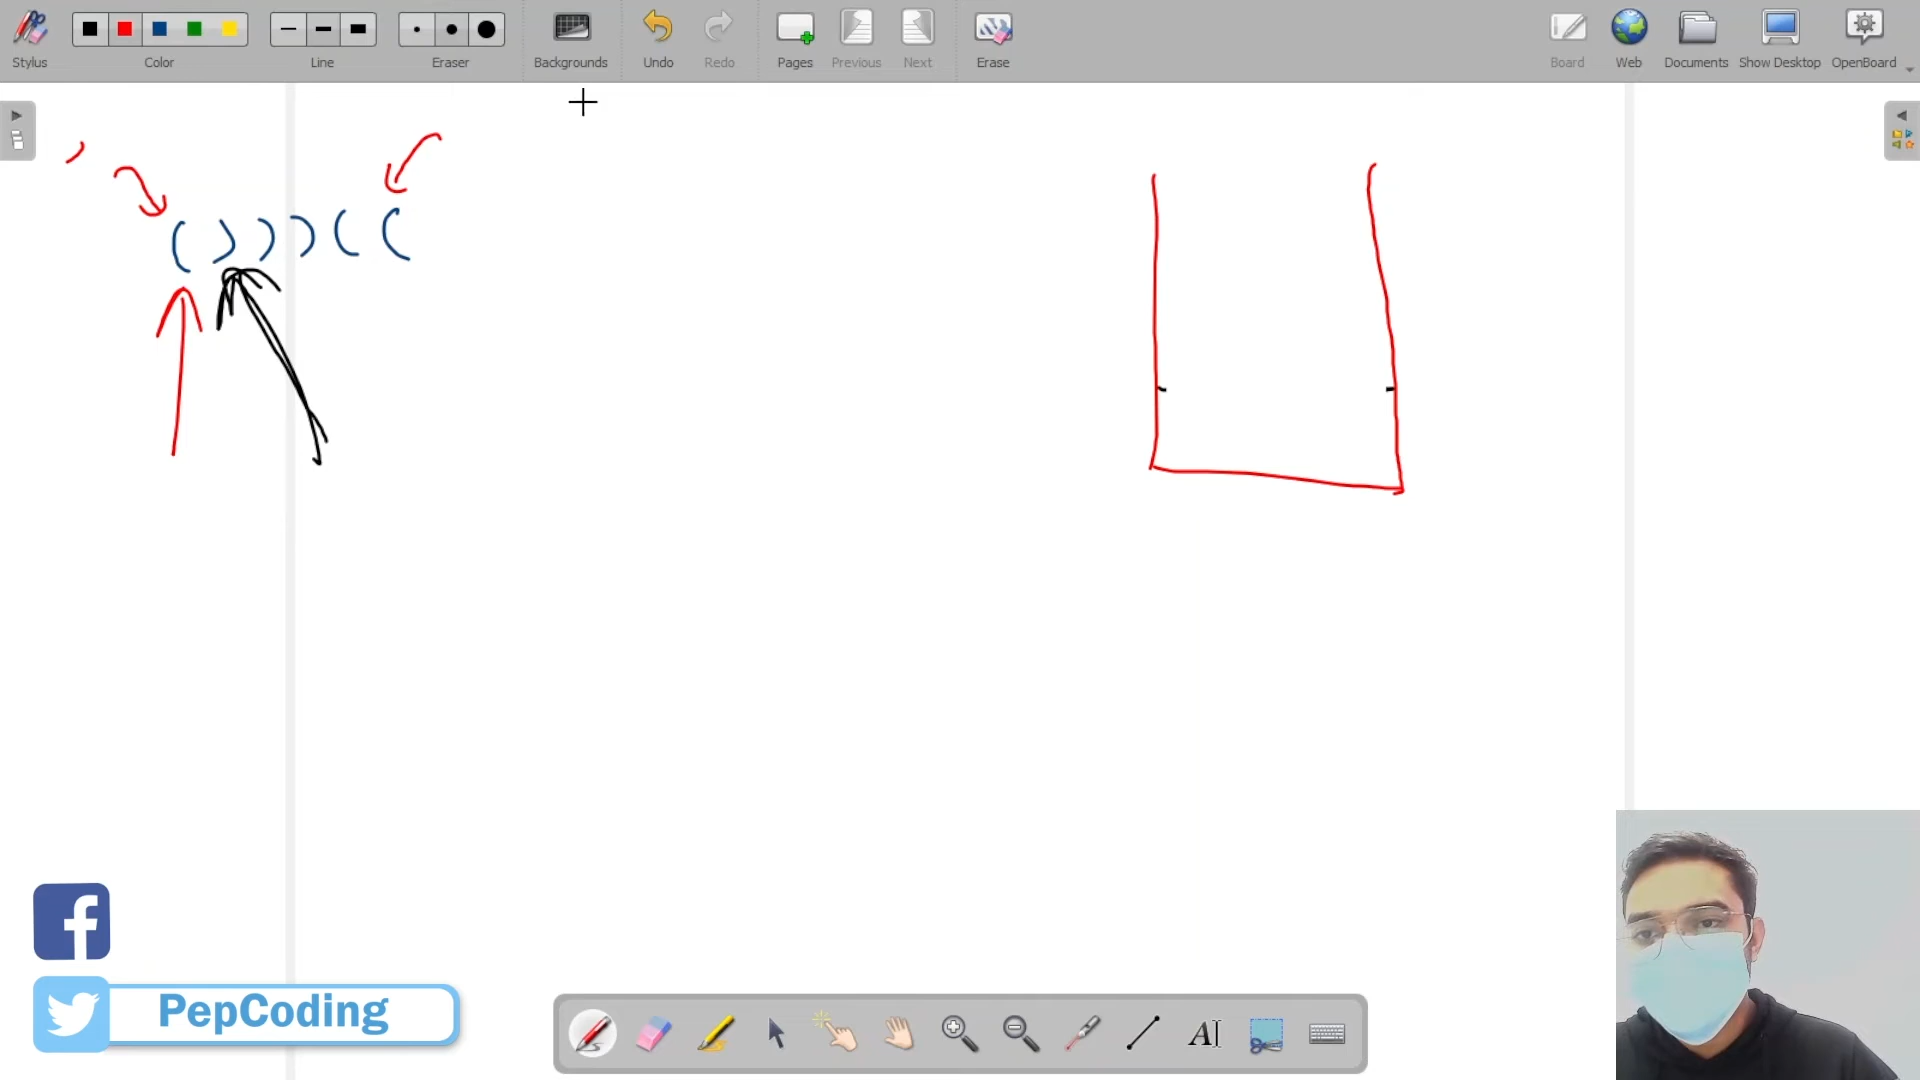 Stylus Color Line Eraser Backgrounds Undo Redo Pages Previous Next Erase Board Web Documents Show Desktop OpenBoard
( ) ) ) ( (
f
PepCoding
A